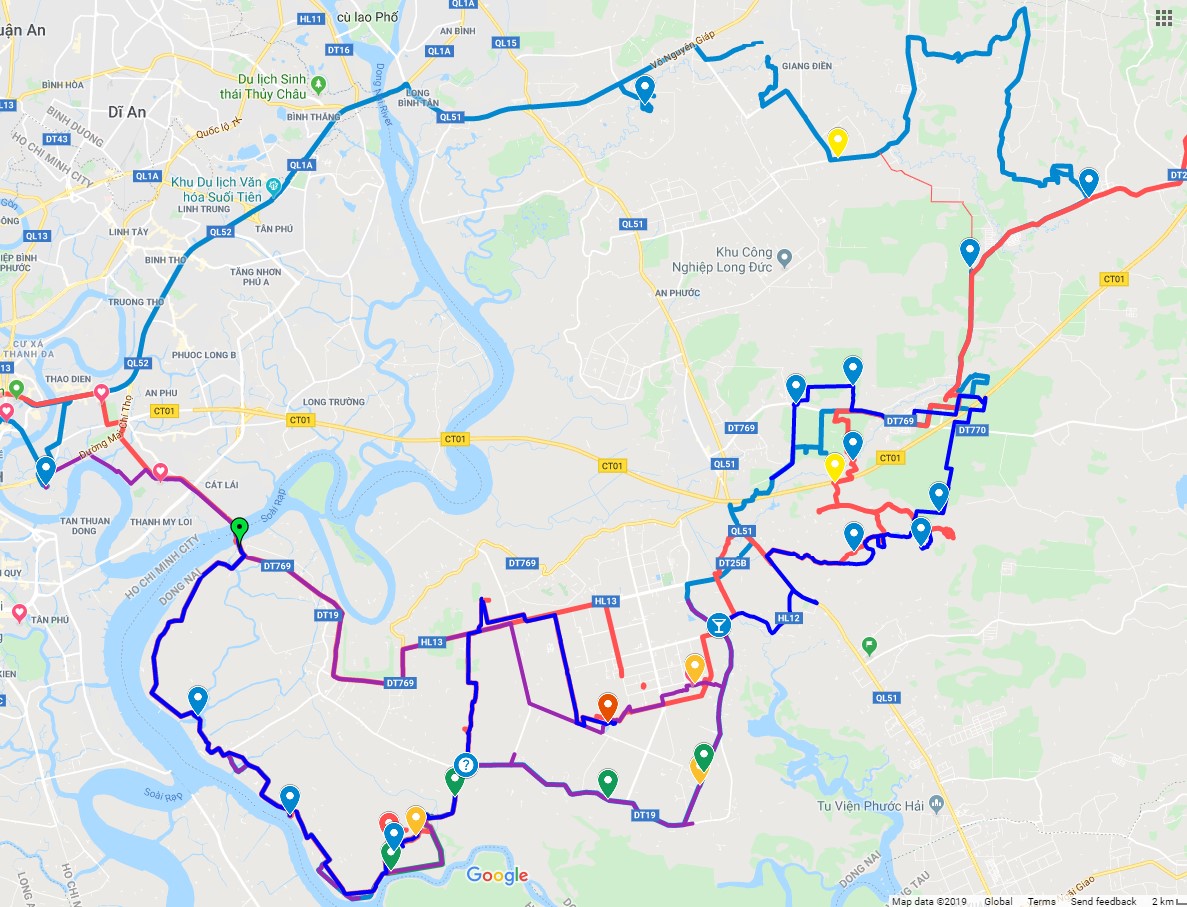 QL1A
HL11
cù lao Phố
uận An
AN BÌNH
QL15
Võ Nguyên Giáp
DT16
QL1A
GIANG ĐIỀN
Du lịch Sinh
thái Thủy Châu
BÌNH HÒA
Dong Nai River
LONG
BÌNH TÂN
L13
Dĩ An
BÌNH THẮNG
QL51
BINH DUONG
HO CHI MINH CITY
Quốc lộ 1K
DT43
QL1A
QL1A
Khu Du lịch Văn
hóa Suối Tiên
DT2
LINH TRUNG
QL52
TÂN PHÚ
QL51
QL13
LINH TÂY
IỆP BÌNH
PHƯỚC
BINH THO
TĂNG NHƠN
PHÚ A
Khu Công
Nghiệp Long Đức
CT01
AN PHƯỚC
TRUONG THO
CƯ XÁ
THANH ĐA
PHUOC LONG B
QL52
13
THAO DIEN
AN PHU
LONG TRƯỜNG
CT01
CT01
CT01
DT769
DT769
DT770
Đường Mai Chí Thọ
QL51
CT01
CT01
CÁT LÁI
Soài Rạp
TAN THUAN
DONG
THANH MY LOI
QL51
HO CHI MINH CITY
DONG NAI
DT769
DT769
DT25B
QUY
HL13
TÂN PHÚ
DT19
HL12
HL13
KIEN
DT769
QL51
Soài Rạp
Tu Viện Phước Hải
DT19
HO CHI M
LONG
DONG NAI
AU
Google
Map data ©2019
Global
Terms
Send feedback
2 km